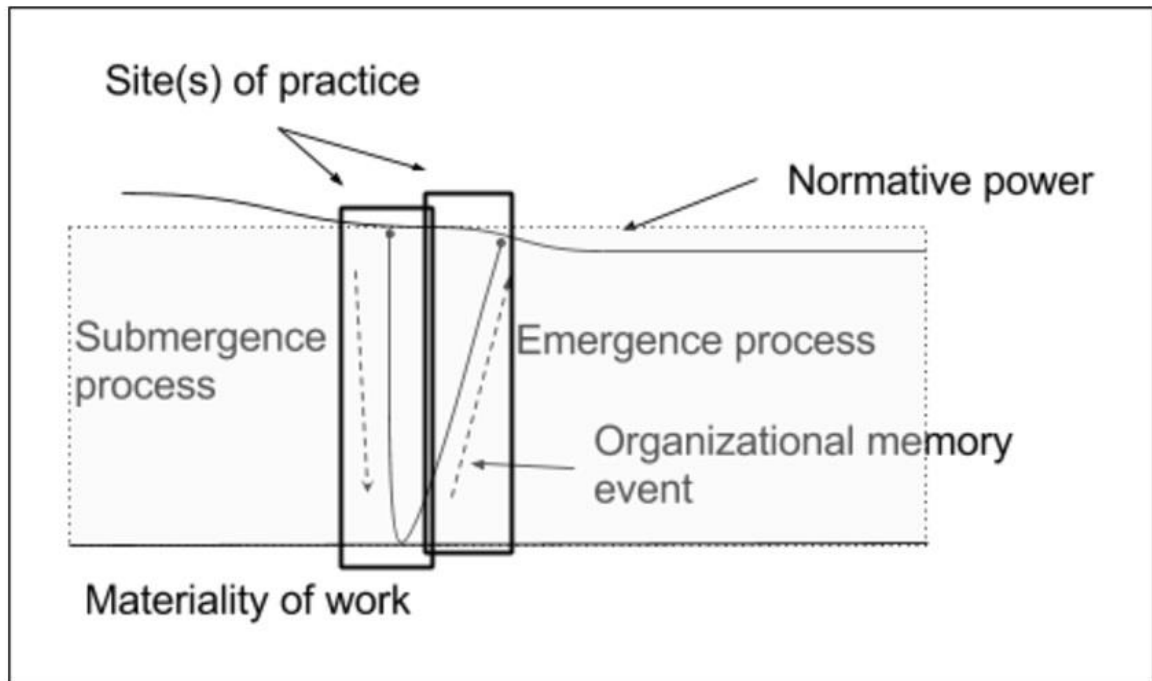 Site(s) of practice
Normative power
Submergence
process
Emergence process
Organizational memory
event
Materiality of work